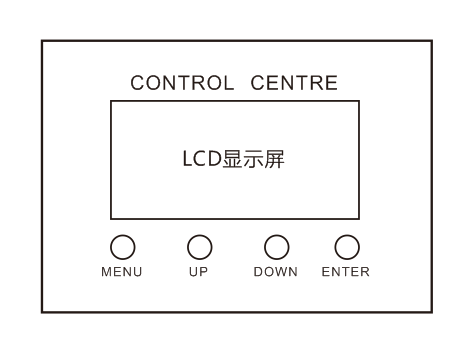 CONTROL CENTRE
LCD显示屏
MENU UP DOWN ENTER